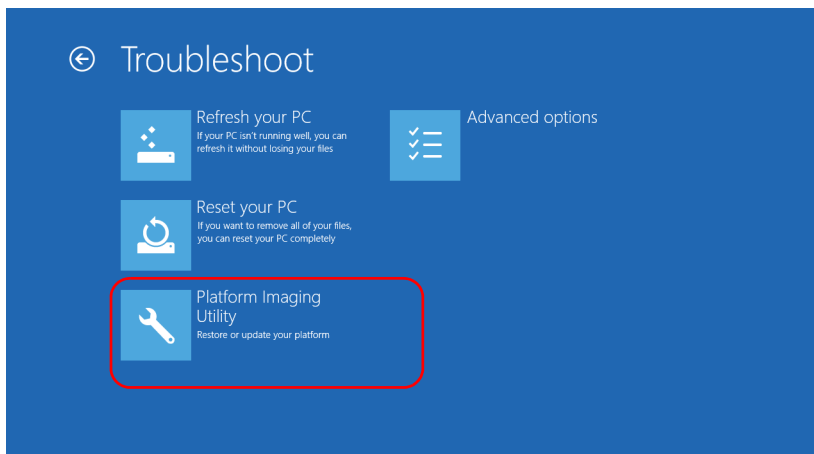 Troubleshoot
Refresh your PC
If your PC isn't running well, you can
refresh it without losing your files
Advanced options
Reset your PC
If you want to remove all of your files,
you can reset your PC completely
Platform Imaging
Utility
Restore or update your platform